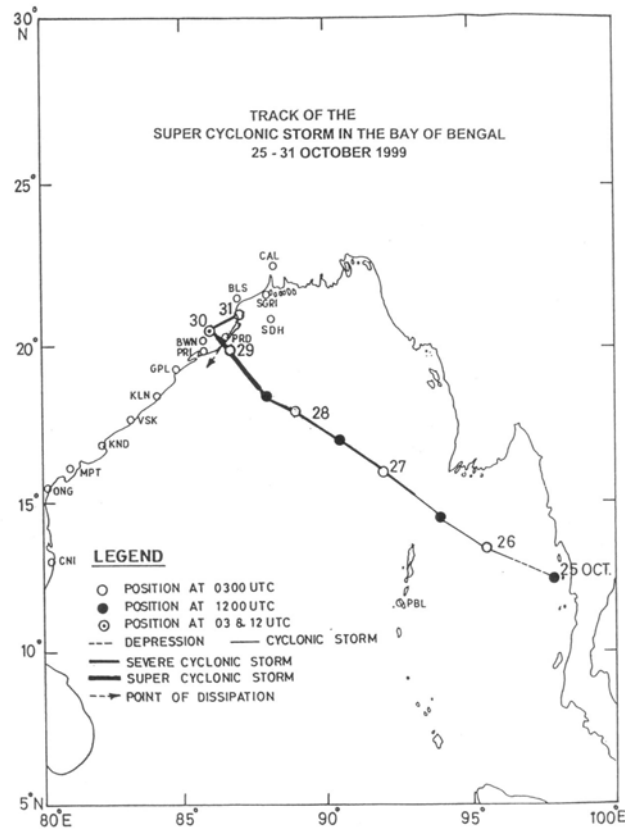 30°
N
TRACK OF THE
SUPER CYCLONIC STORM IN THE BAY OF BENGAL
25 - 31 OCTOBER 1999
25°
CAL
BLS
SGRI
31
30
SDH
20°
BWN
PRD
PRI
29
GPL
KLN
28
VSK
KND
27
MPT
ONG
15°
26
LEGEND
CNI
25 OCT.
POSITION AT 0300 UTC
POSITION AT 1200 UTC
PBL
POSITION AT 03 & 12 UTC
DEPRESSION CYCLONIC STORM
10°
SEVERE CYCLONIC STORM
SUPER CYCLONIC STORM
POINT OF DISSIPATION
5°N
80°E 85° 90° 95° 100°E